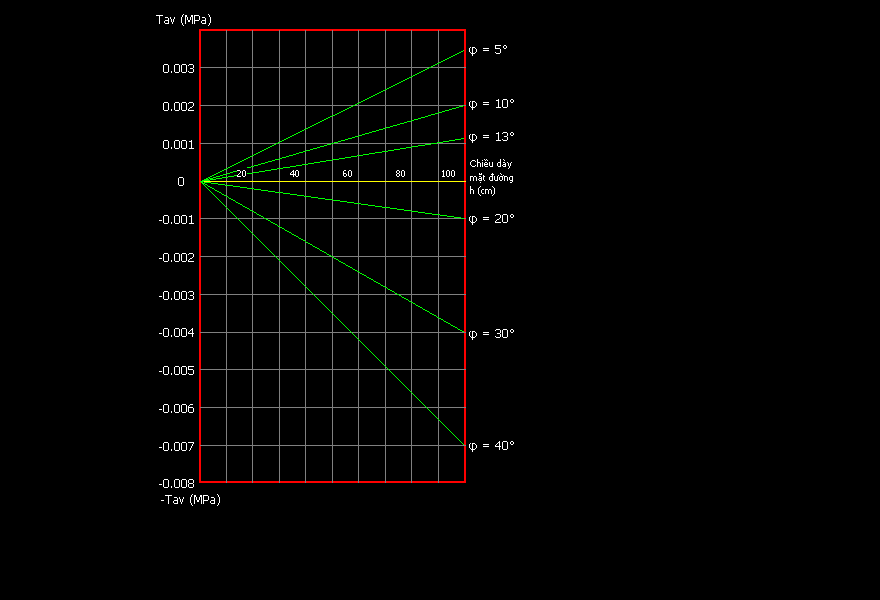 Tav (MPa)
φ = 5°
0.003
0.002
φ = 10°
0.001
φ = 13°
Chiều dày
mặt đường
h (cm)
0
20
40
60
80
100
-0.001
φ = 20°
-0.002
-0.003
-0.004
φ = 30°
-0.005
-0.006
-0.007
φ = 40°
-0.008
-Tav (MPa)